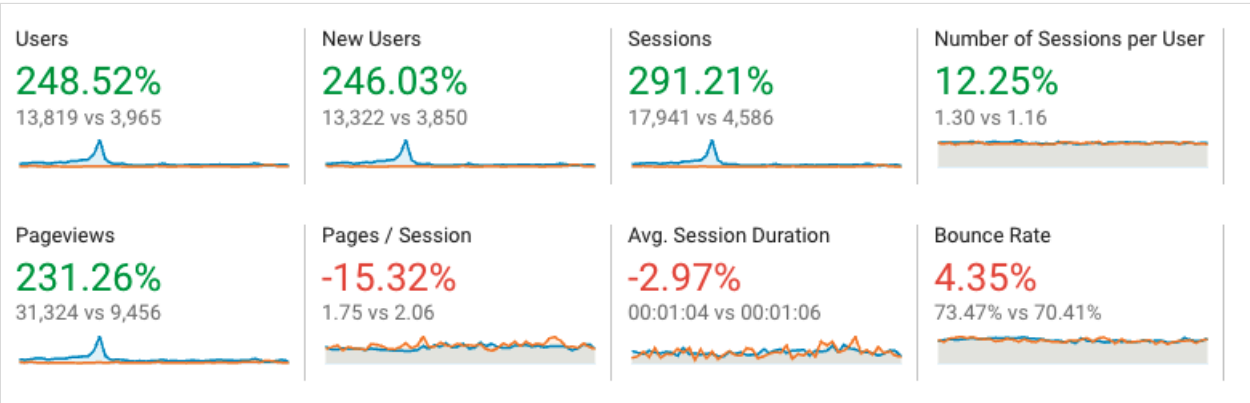 Users
248.52%
13,819 vs 3,965
New Users
246.03%
13,322 vs 3,850
Sessions
291.21%
17,941 vs 4,586
Number of Sessions per User
12.25%
1.30 vs 1.16
Pageviews
231.26%
31,324 vs 9,456
Pages / Session
-15.32%
1.75 vs 2.06
Avg. Session Duration
-2.97%
00:01:04 vs 00:01:06
Bounce Rate
4.35%
73.47% vs 70.41%